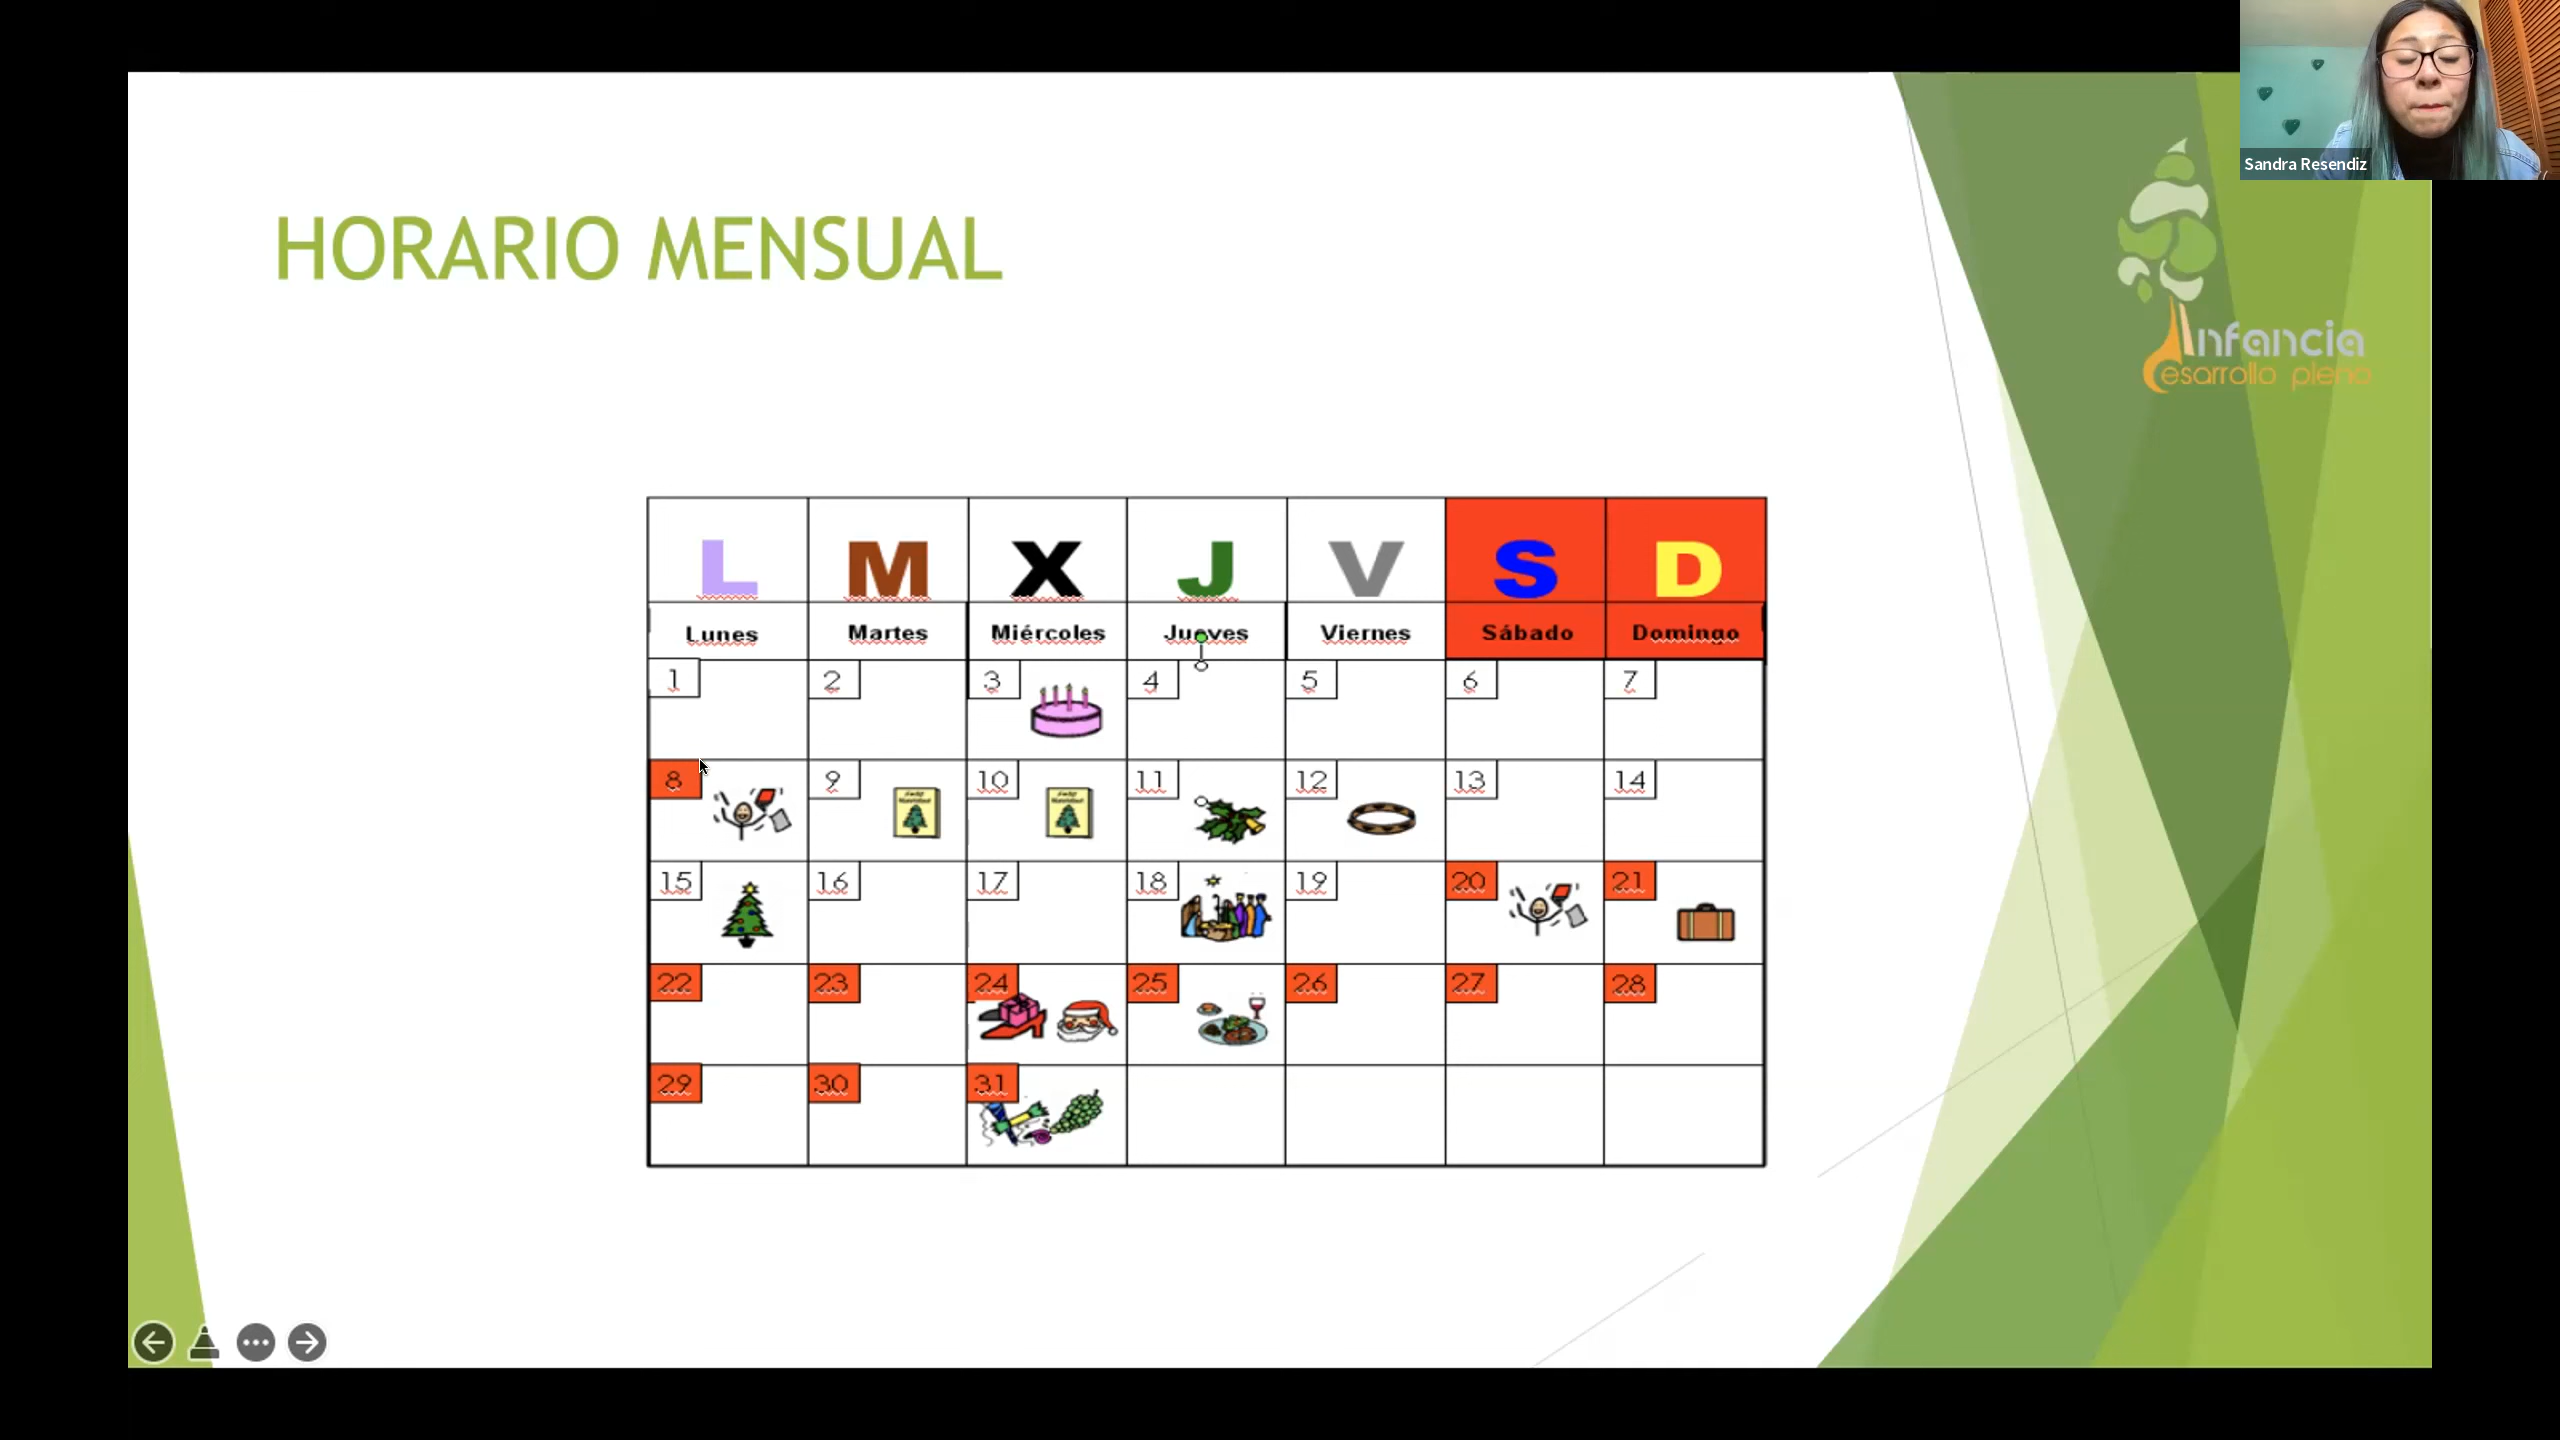 Sandra Resendiz
HORARIO MENSUAL
Infancia
Desarrollo pleno
L M X J V S D
Lunes Martes Miércoles Jueves Viernes Sábado Domingo
1 2 3 4 5 6 7
8 9 10 11 12 13 14
15 16 17 18 19 20 21
22 23 24 25 26 27 28
29 30 31